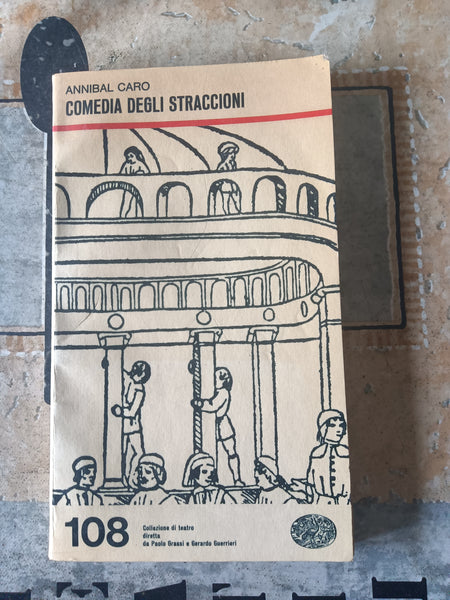 ANNIBAL CARO
COMEDIA DEGLI STRACCIONI
108
Collezione di teatro
diretta
da Paolo Grassi e Gerardo Guerrieri